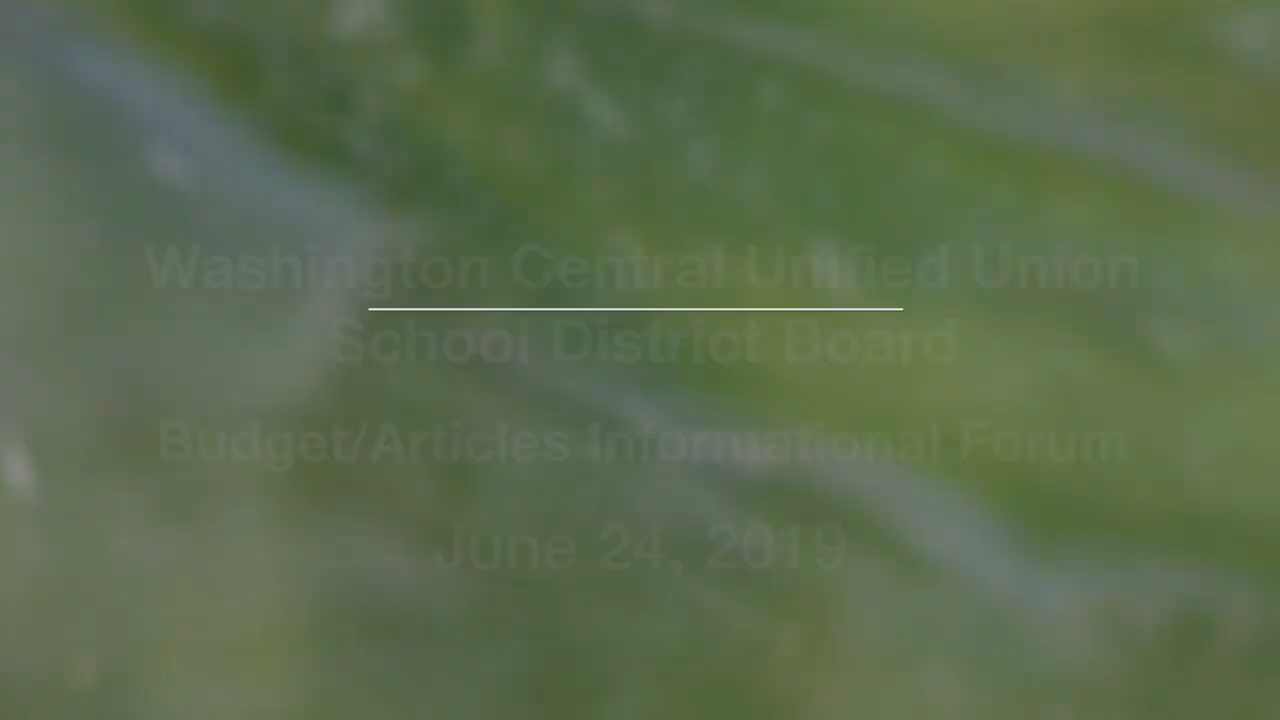 Washington Central Unified Union
School District Board
Budget/Articles Informational Forum
June 24, 2019